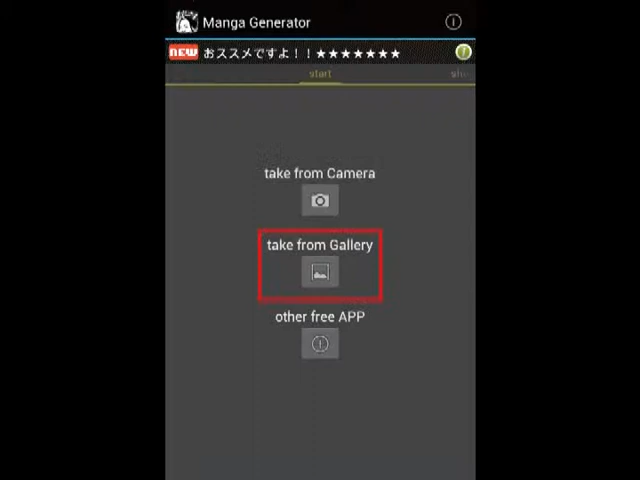 Manga Generator
NEW おススメですよ！！★★★★★★★
start
take from Camera
take from Gallery
other free APP